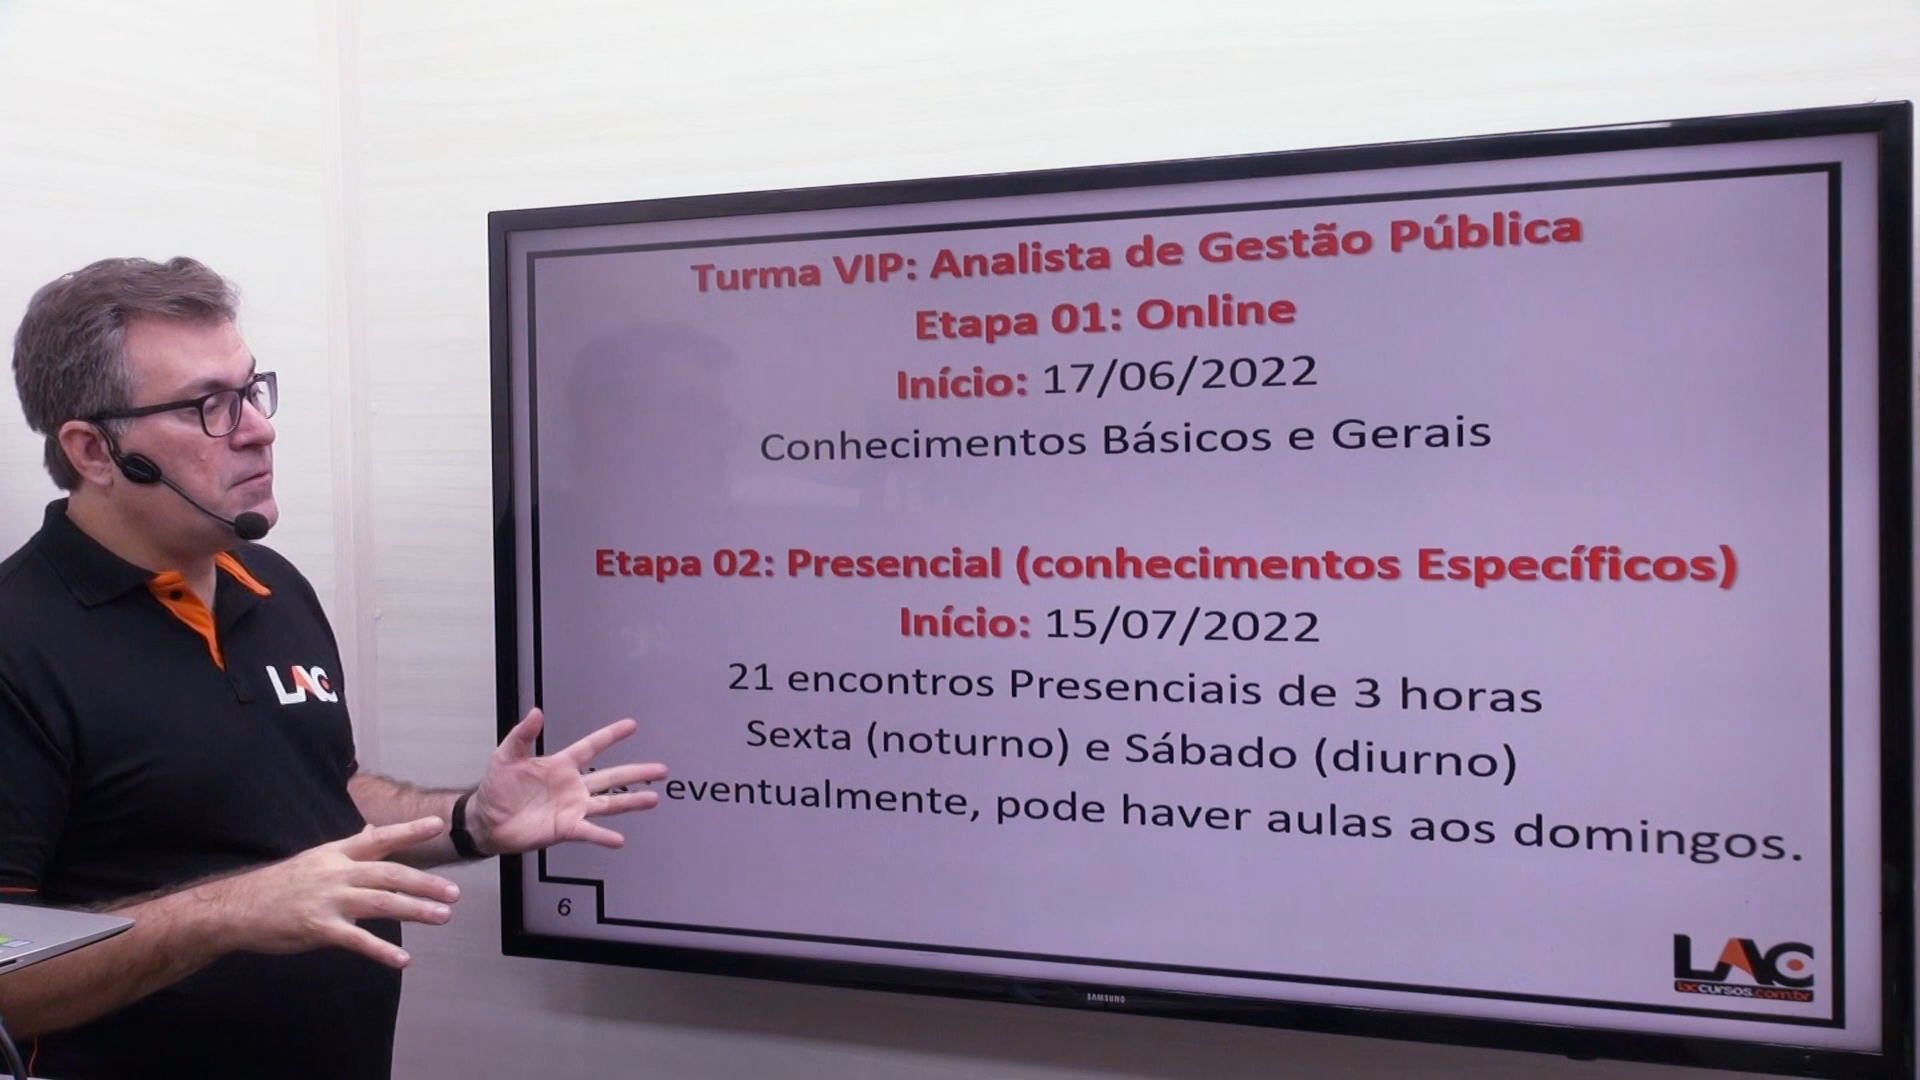 Turma VIP: Analista de Gestão Pública
Etapa 01: Online
Início: 17/06/2022
Conhecimentos Básicos e Gerais
Etapa 02: Presencial (conhecimentos Específicos)
Início: 15/07/2022
21 encontros Presenciais de 3 horas
Sexta (noturno) e Sábado (diurno)
eventualmente, pode haver aulas aos domingos.
6
LAC
laccursos.com.br
SAMSUNG
LAC